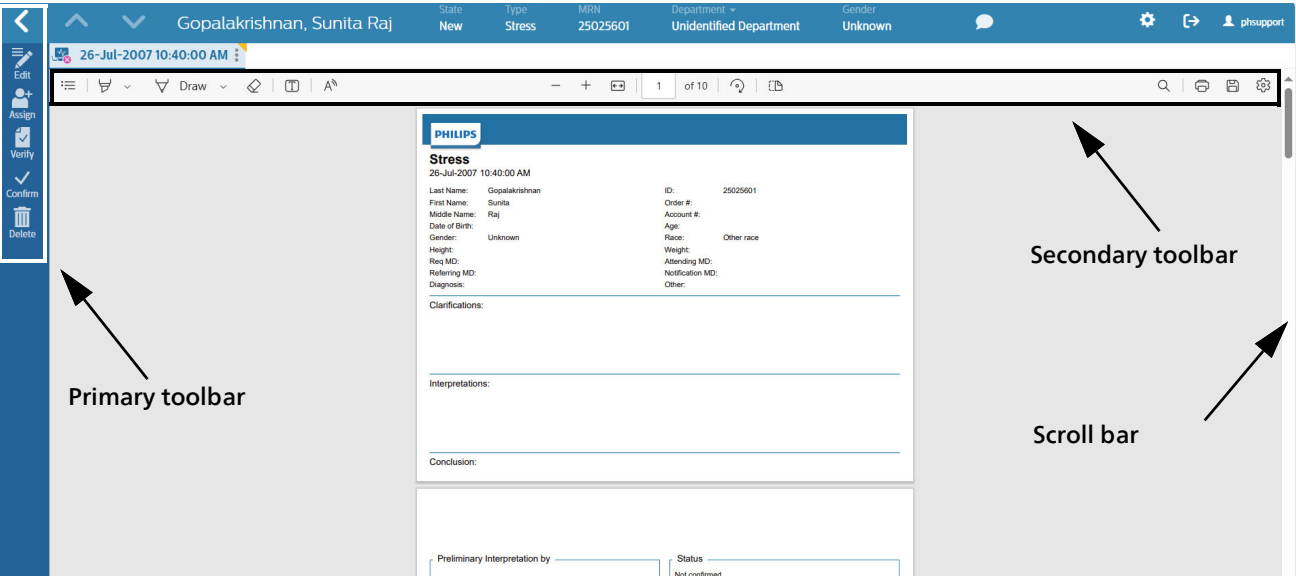 State Type MRN Department Gender
Gopalakrishnan, Sunita Raj New Stress 25025601 Unidentified Department Unknown phsupport
26-Jul-2007 10:40:00 AM
Edit
Assign
Verify
Confirm
Delete
Draw 1 of 10
PHILIPS
Stress
26-Jul-2007 10:40:00 AM
Last Name: Gopalakrishnan ID: 25025601
First Name: Sunita Order #:
Middle Name: Raj Account #:
Date of Birth: Age:
Gender: Unknown Race: Other race
Height: Weight:
Req MD: Attending MD:
Referring MD: Notification MD:
Diagnosis: Other:
Clarifications:
Interpretations:
Conclusion:
Preliminary Interpretation by Status
Not confirmed
Secondary toolbar
Primary toolbar
Scroll bar